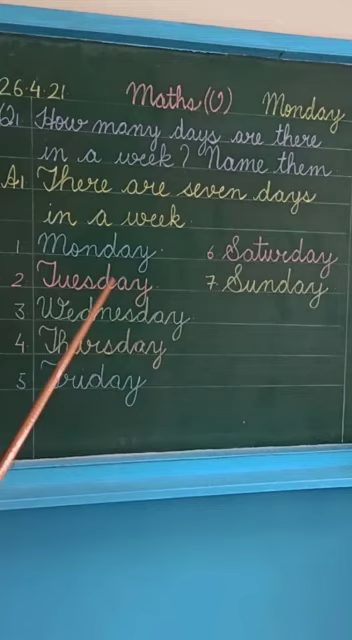 26.4.21 Maths (O) Monday
Q1 How many days are there
in a week? Name them
A1 There are seven days
in a week.
1 Monday. 6 Saturday
2 Tuesday. 7. Sunday
3 Wednesday.
4 Thursday
5 Friday